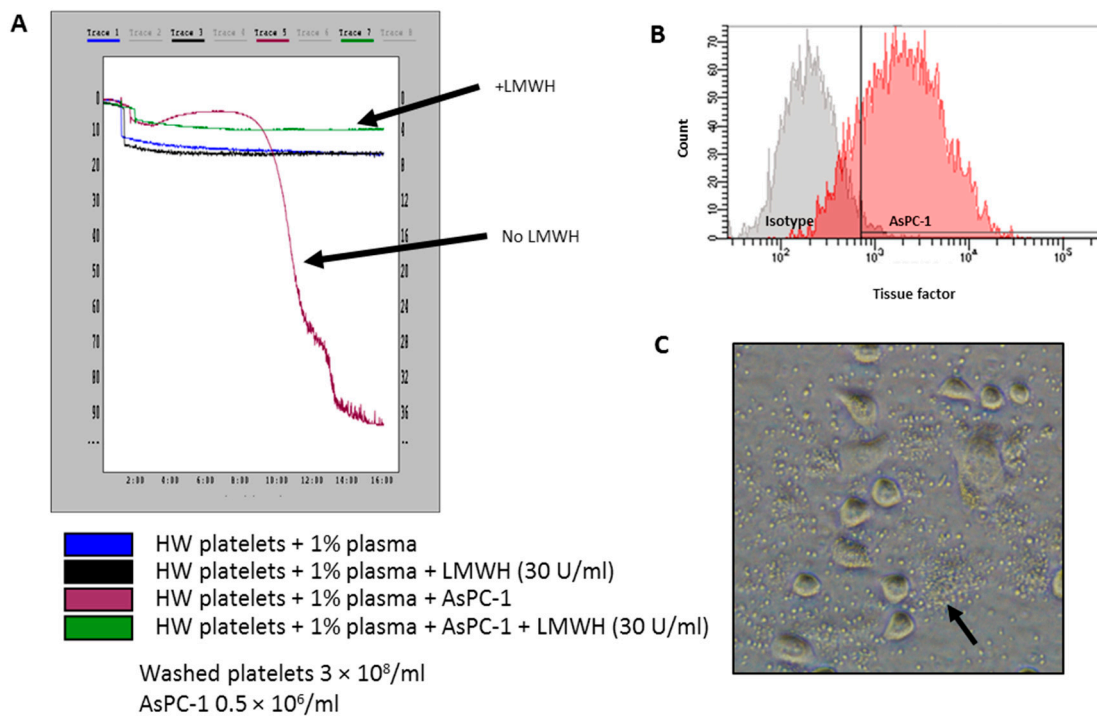 A
Trace 1 Trace 2 Trace 3 Trace 5 Trace 6 Trace 7 Trace 8
0 0
10 4
20 8
30 12
40 16
50 20
60 24
70 28
80 32
90 36
2:00 4:00 6:00 8:00 10:00 12:00 14:00 16:00
+LMWH
No LMWH
HW platelets + 1% plasma
HW platelets + 1% plasma + LMWH (30 U/ml)
HW platelets + 1% plasma + AsPC-1
HW platelets + 1% plasma + AsPC-1 + LMWH (30 U/ml)
Washed platelets 3 × 10⁸/ml
AsPC-1 0.5 × 10⁶/ml
B
Count
70
60
50
40
30
20
10
0
Isotype AsPC-1
10² 10³ 10⁴ 10⁵
Tissue factor
C